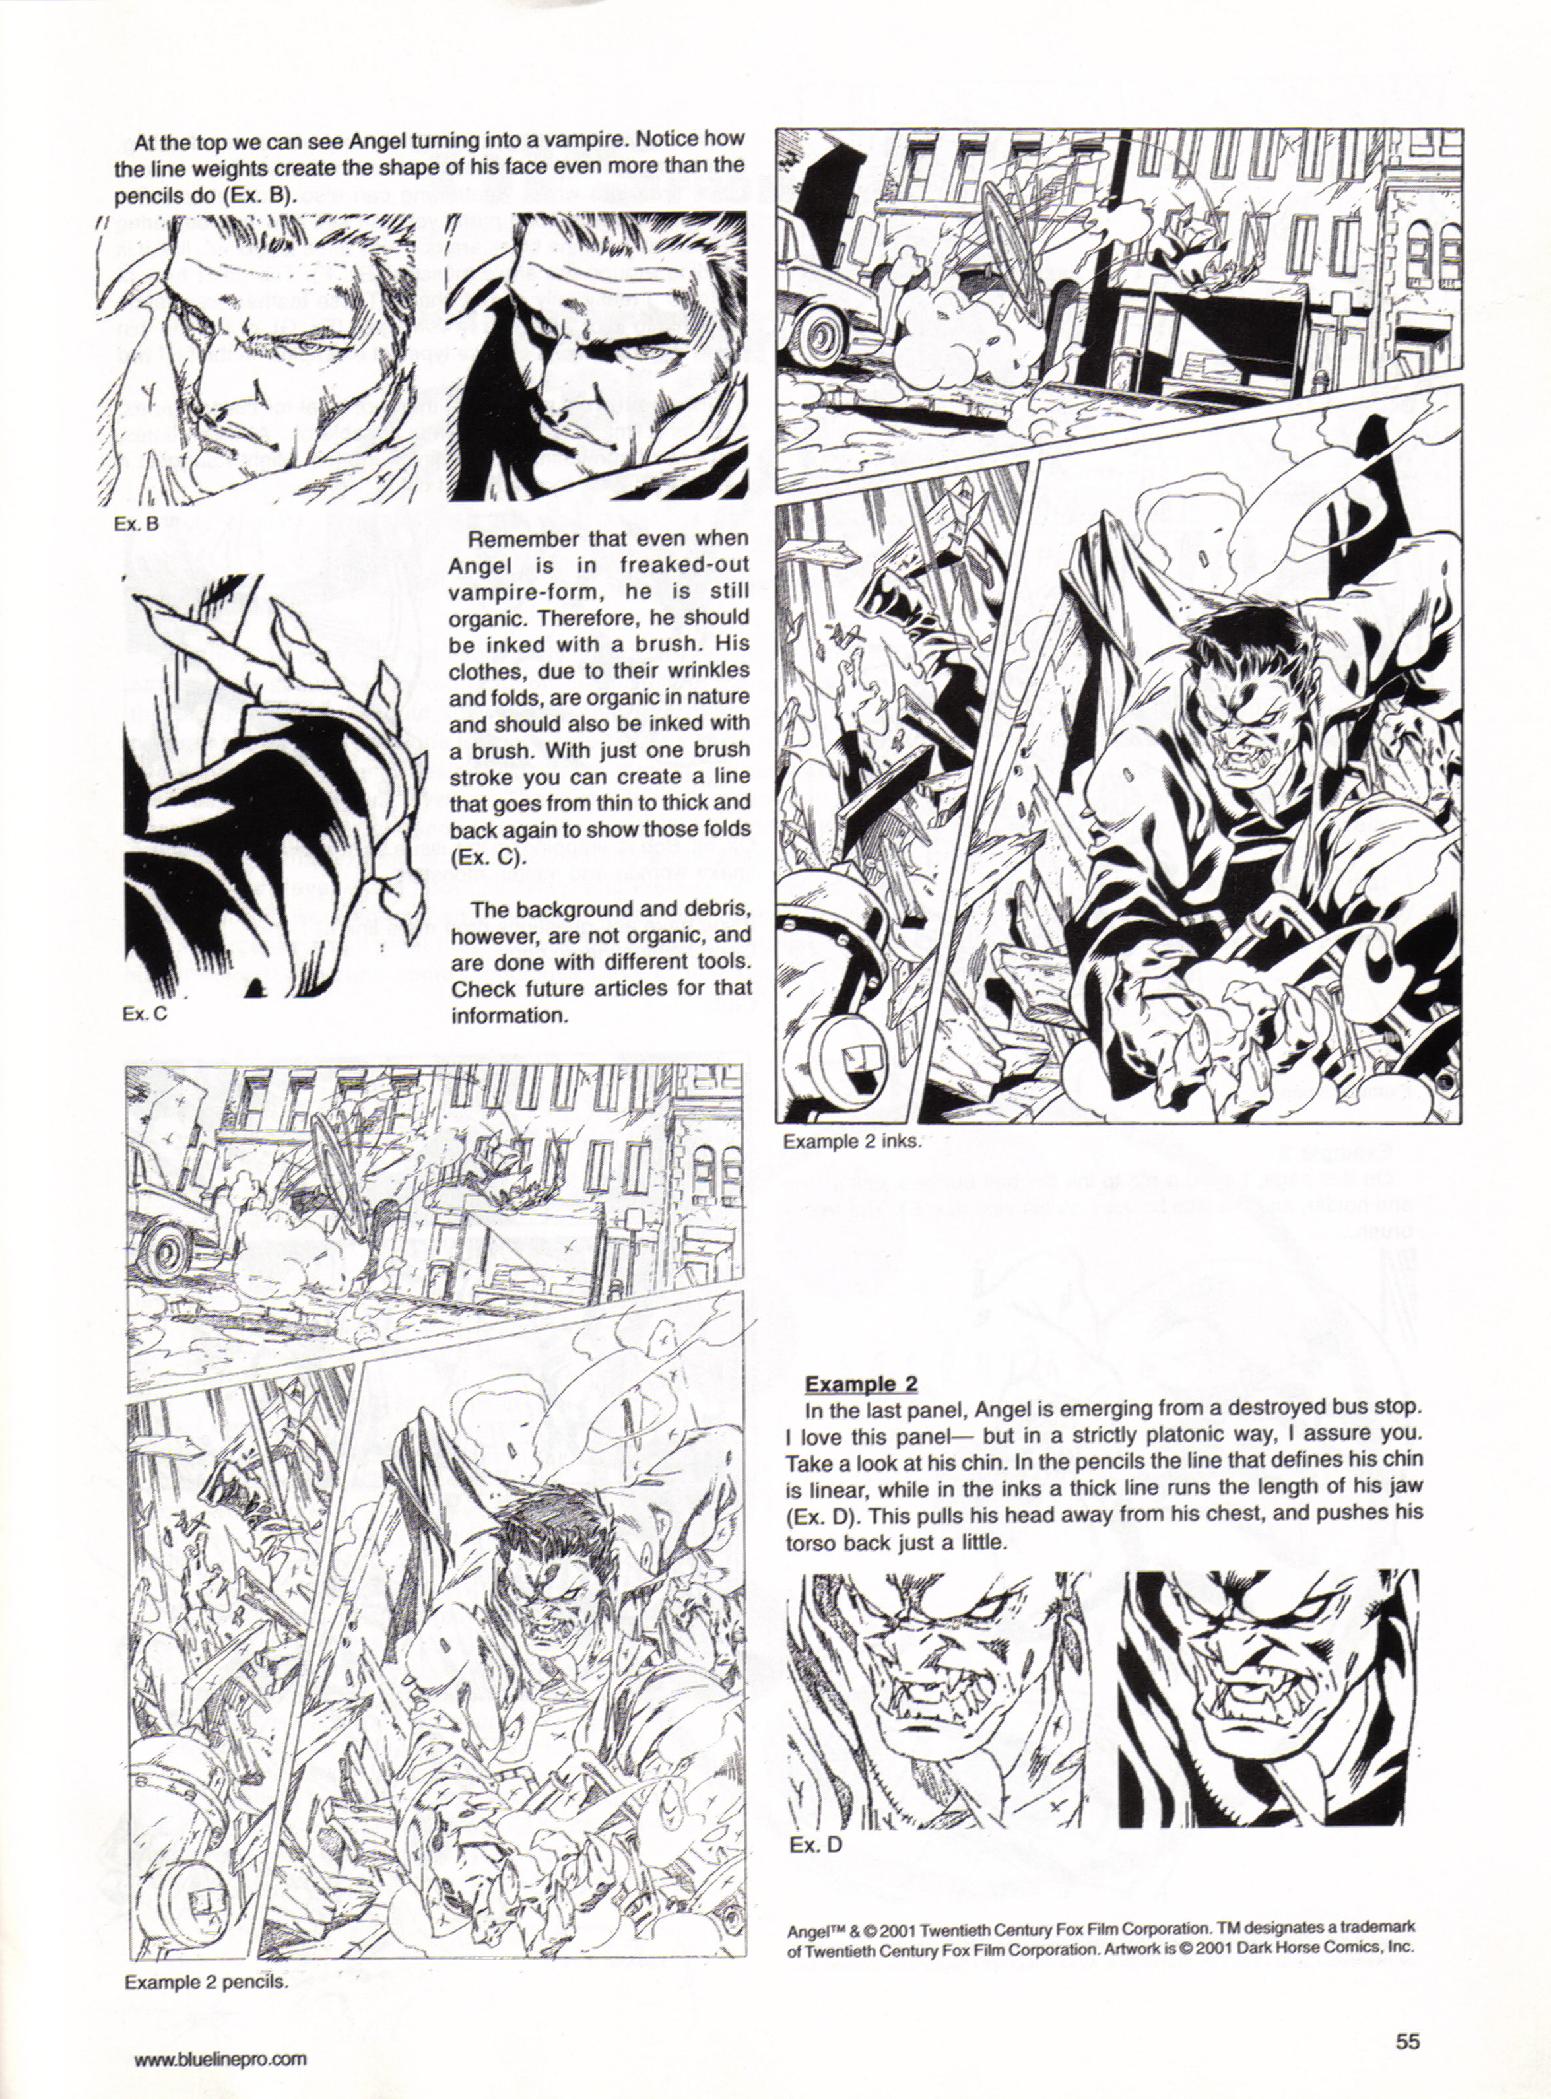 At the top we can see Angel turning into a vampire. Notice how
the line weights create the shape of his face even more than the
pencils do (Ex. B).
Ex. B
Remember that even when
Angel is in freaked-out
vampire-form, he is still
organic. Therefore, he should
be inked with a brush. His
clothes, due to their wrinkles
and folds, are organic in nature
and should also be inked with
a brush. With just one brush
stroke you can create a line
that goes from thin to thick and
back again to show those folds
(Ex. C).
The background and debris,
however, are not organic, and
are done with different tools.
Check future articles for that
information.
Ex. C
Example 2 pencils.
Example 2 inks.
Example 2
In the last panel, Angel is emerging from a destroyed bus stop.
I love this panel— but in a strictly platonic way, I assure you.
Take a look at his chin. In the pencils the line that defines his chin
is linear, while in the inks a thick line runs the length of his jaw
(Ex. D). This pulls his head away from his chest, and pushes his
torso back just a little.
Ex. D
Angel™ & © 2001 Twentieth Century Fox Film Corporation. TM designates a trademark
of Twentieth Century Fox Film Corporation. Artwork is © 2001 Dark Horse Comics, Inc.
www.bluelinepro.com
55